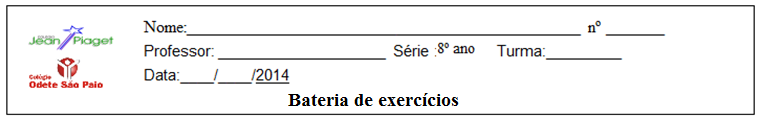 Nome:_______________________________________________ nº _______
Jean Piaget
Professor: ____________________ Série :8º ano Turma:_________
Colégio
Odete São Paio
Data:____/____/2014
Bateria de exercícios